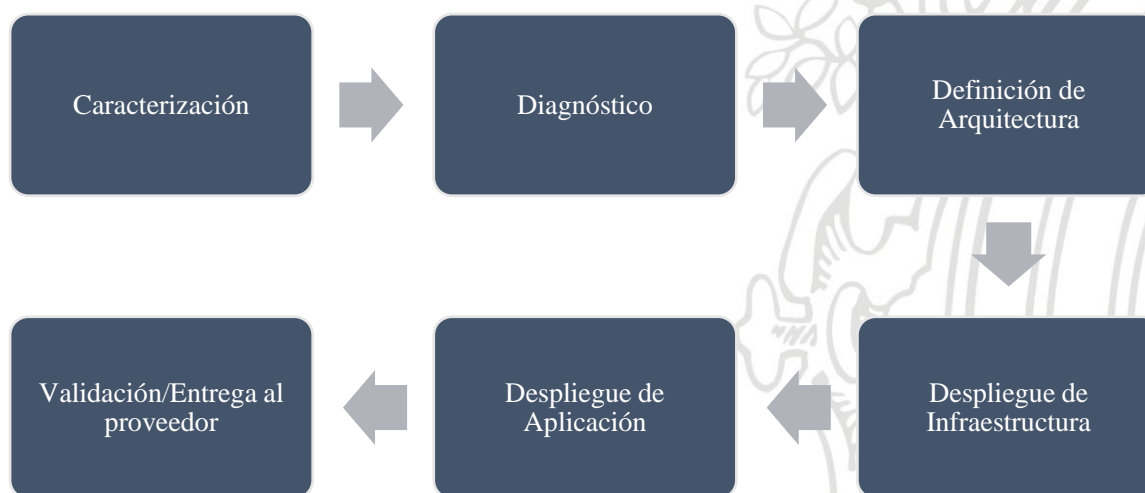 Caracterización
Diagnóstico
Definición de
Arquitectura
Despliegue de
Infraestructura
Despliegue de
Aplicación
Validación/Entrega al
proveedor